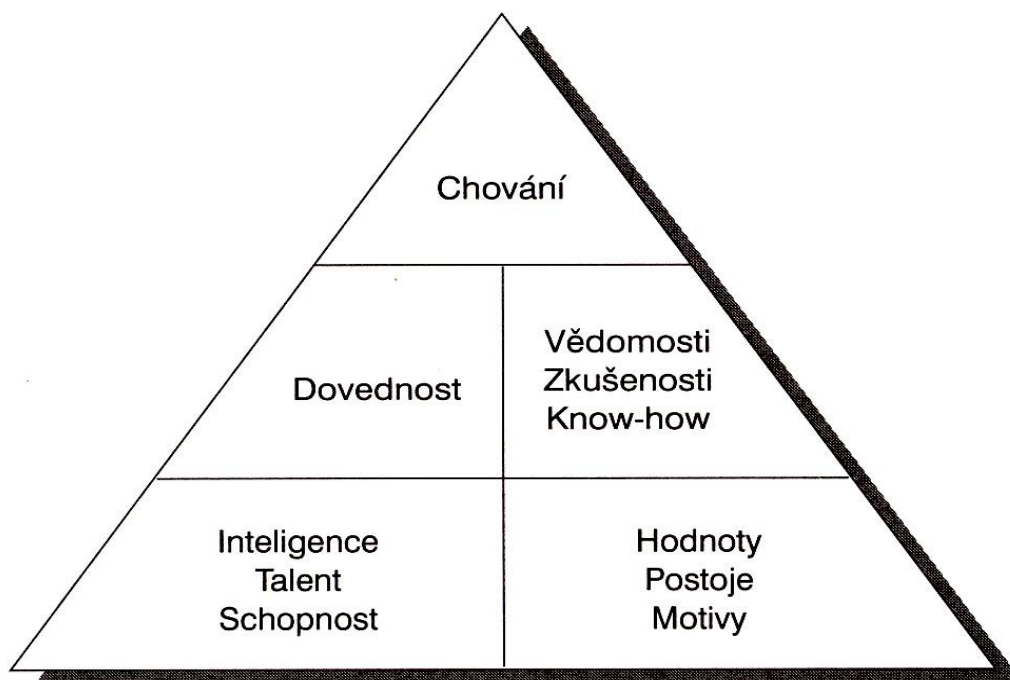 Chování
Dovednost
Vědomosti
Zkušenosti
Know-how
Inteligence
Talent
Schopnost
Hodnoty
Postoje
Motivy